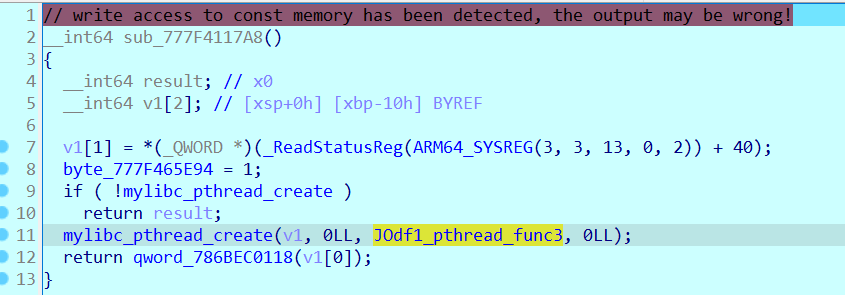 1 // write access to const memory has been detected, the output may be wrong!
2 __int64 sub_777F4117A8()
3 {
4 __int64 result; // x0
5 __int64 v1[2]; // [xsp+0h] [xbp-10h] BYREF
6
7 v1[1] = *(_QWORD *)(_ReadStatusReg(ARM64_SYSREG(3, 3, 13, 0, 2)) + 40);
8 byte_777F465E94 = 1;
9 if ( !mylibc_pthread_create )
10 return result;
11 mylibc_pthread_create(v1, 0LL, JOdf1_pthread_func3, 0LL);
12 return qword_786BEC0118(v1[0]);
13 }